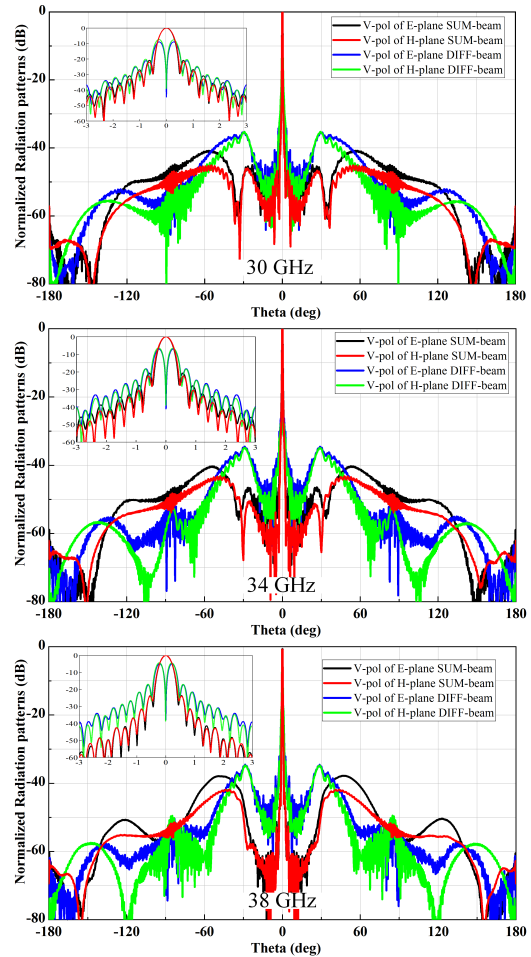 Normalized Radiation patterns (dB)
0
-20
-40
-60
-80
V-pol of E-plane SUM-beam
V-pol of H-plane SUM-beam
V-pol of E-plane DIFF-beam
V-pol of H-plane DIFF-beam
0
-10
-20
-30
-40
-50
-60
-3 -2 -1 0 1 2 3
30 GHz
-180 -120 -60 0 60 120 180
Theta (deg)
Normalized Radiation patterns (dB)
0
-20
-40
-60
-80
V-pol of E-plane SUM-beam
V-pol of H-plane SUM-beam
V-pol of E-plane DIFF-beam
V-pol of H-plane DIFF-beam
0
-10
-20
-30
-40
-50
-60
-3 -2 -1 0 1 2 3
34 GHz
-180 -120 -60 0 60 120 180
Theta (deg)
Normalized Radiation patterns (dB)
0
-20
-40
-60
-80
V-pol of E-plane SUM-beam
V-pol of H-plane SUM-beam
V-pol of E-plane DIFF-beam
V-pol of H-plane DIFF-beam
0
-10
-20
-30
-40
-50
-60
-3 -2 -1 0 1 2 3
38 GHz
-180 -120 -60 0 60 120 180
Theta (deg)